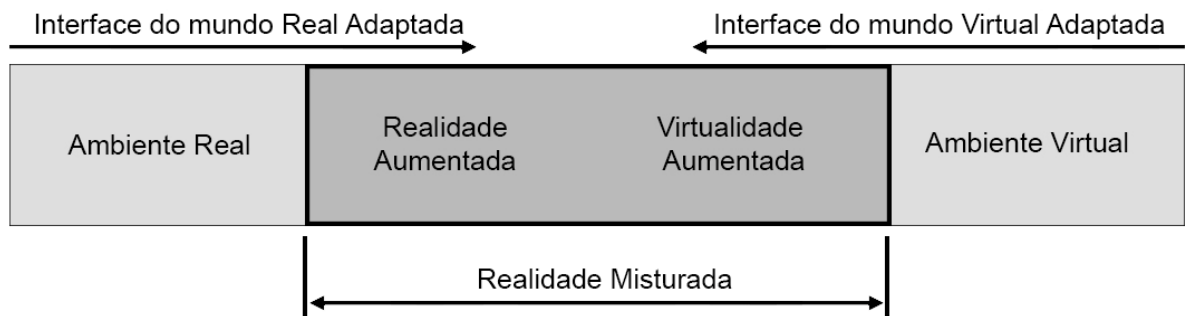 Interface do mundo Real Adaptada
Interface do mundo Virtual Adaptada
Ambiente Real
Realidade
Aumentada
Virtualidade
Aumentada
Ambiente Virtual
Realidade Misturada